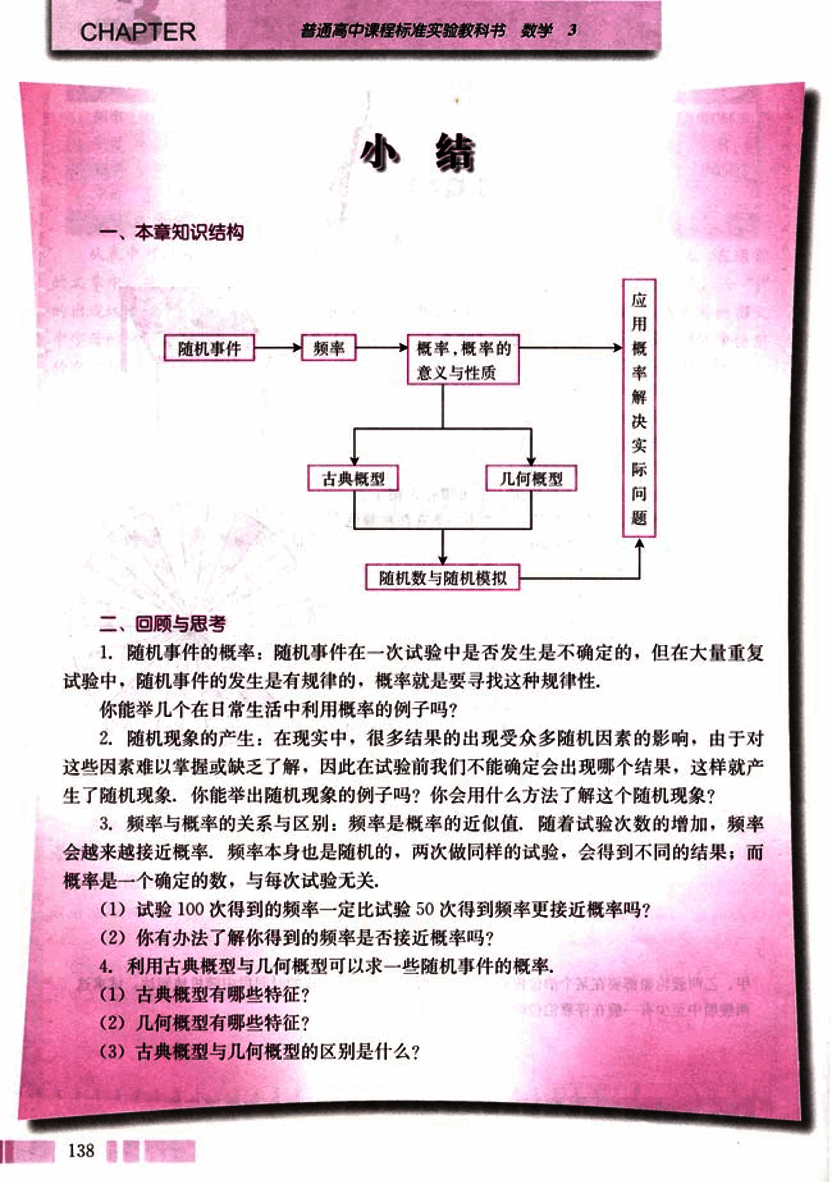 CHAPTER
普通高中课程标准实验教科书 数学 3
小 结
一、本章知识结构
随机事件
频率
概率,概率的
意义与性质
应用概率解决实际问题
古典概型
几何概型
随机数与随机模拟
二、回顾与思考
1. 随机事件的概率:随机事件在一次试验中是否发生是不确定的,但在大量重复
试验中,随机事件的发生是有规律的,概率就是要寻找这种规律性.
你能举几个在日常生活中利用概率的例子吗?
2. 随机现象的产生:在现实中,很多结果的出现受众多随机因素的影响,由于对
这些因素难以掌握或缺乏了解,因此在试验前我们不能确定会出现哪个结果,这样就产
生了随机现象. 你能举出随机现象的例子吗?你会用什么方法了解这个随机现象?
3. 频率与概率的关系与区别:频率是概率的近似值. 随着试验次数的增加,频率
会越来越接近概率. 频率本身也是随机的,两次做同样的试验,会得到不同的结果;而
概率是一个确定的数,与每次试验无关.
(1)试验 100 次得到的频率一定比试验 50 次得到频率更接近概率吗?
(2)你有办法了解你得到的频率是否接近概率吗?
4. 利用古典概型与几何概型可以求一些随机事件的概率.
(1)古典概型有哪些特征?
(2)几何概型有哪些特征?
(3)古典概型与几何概型的区别是什么?
138